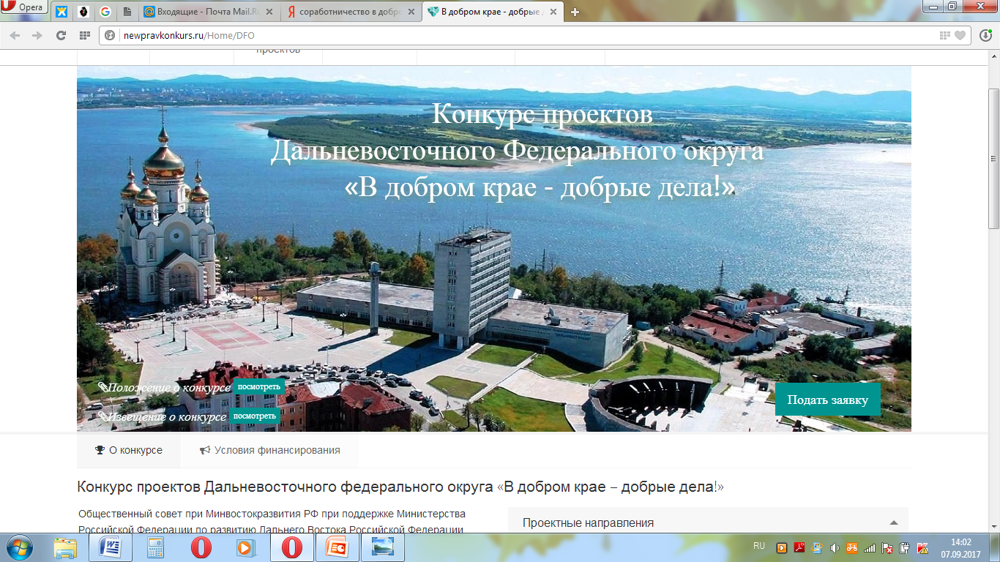 Opera
Входящие - Почта Mail.R
соработничество в добр
В добром крае - добрые д
newpravkonkurs.ru/Home/DFO
проектов
Конкурс проектов
Дальневосточного Федерального округа
«В добром крае - добрые дела!»
Положение о конкурсе посмотреть
Извещение о конкурсе посмотреть
Подать заявку
О конкурсе
Условия финансирования
Конкурс проектов Дальневосточного федерального округа «В добром крае – добрые дела!»
Общественный совет при Минвостокразвития РФ при поддержке Министерства
Российской Федерации по развитию Дальнего Востока Российской Федерации
Проектные направления
RU
14:02
07.09.2017